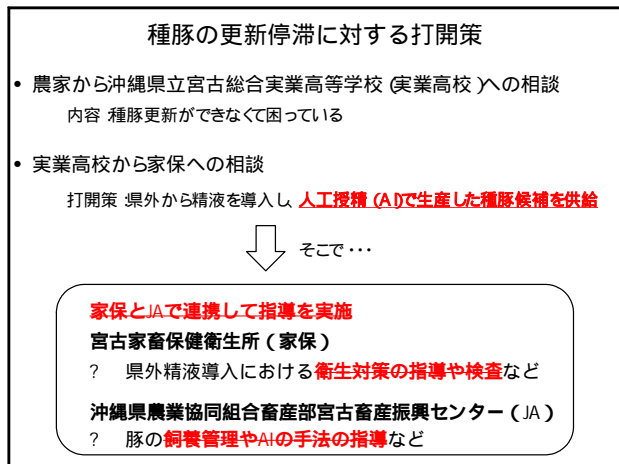 種豚の更新停滞に対する打開策
• 農家から沖縄県立宮古総合実業高等学校(実業高校)への相談
内容:種豚更新ができなくて困っている
• 実業高校から家保への相談
打開策:県外から精液を導入し、人工授精(AI)で生産した種豚候補を供給
そこで・・・
家保とJAで連携して指導を実施
宮古家畜保健衛生所(家保)
? 県外精液導入における衛生対策の指導や検査など
沖縄県農業協同組合畜産部宮古畜産振興センター(JA)
? 豚の飼養管理やAIの手法の指導など